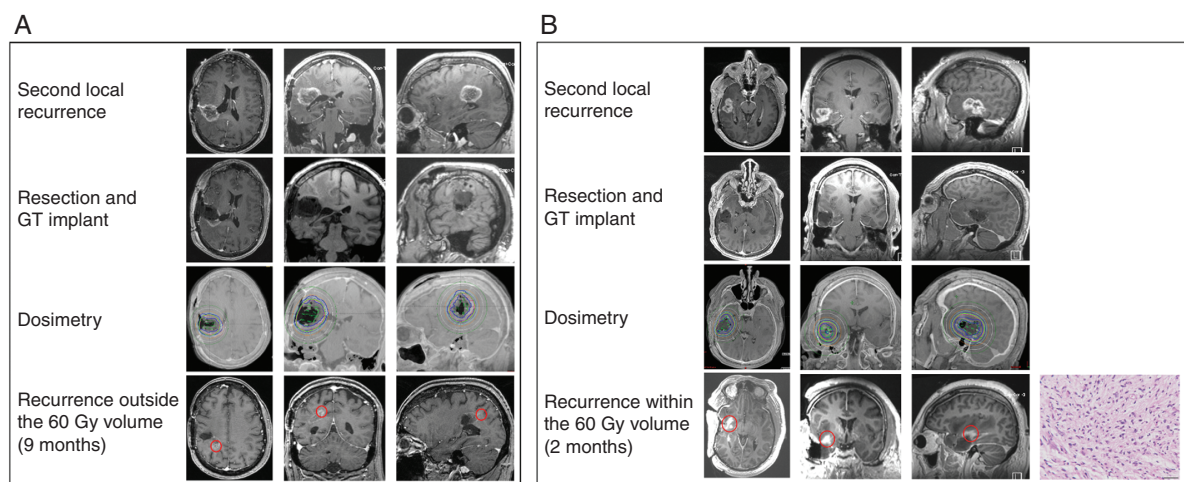 A
Second local
recurrence
Resection and
GT implant
Dosimetry
Recurrence outside
the 60 Gy volume
(9 months)
B
Second local
recurrence
Resection and
GT implant
Dosimetry
Recurrence within
the 60 Gy volume
(2 months)